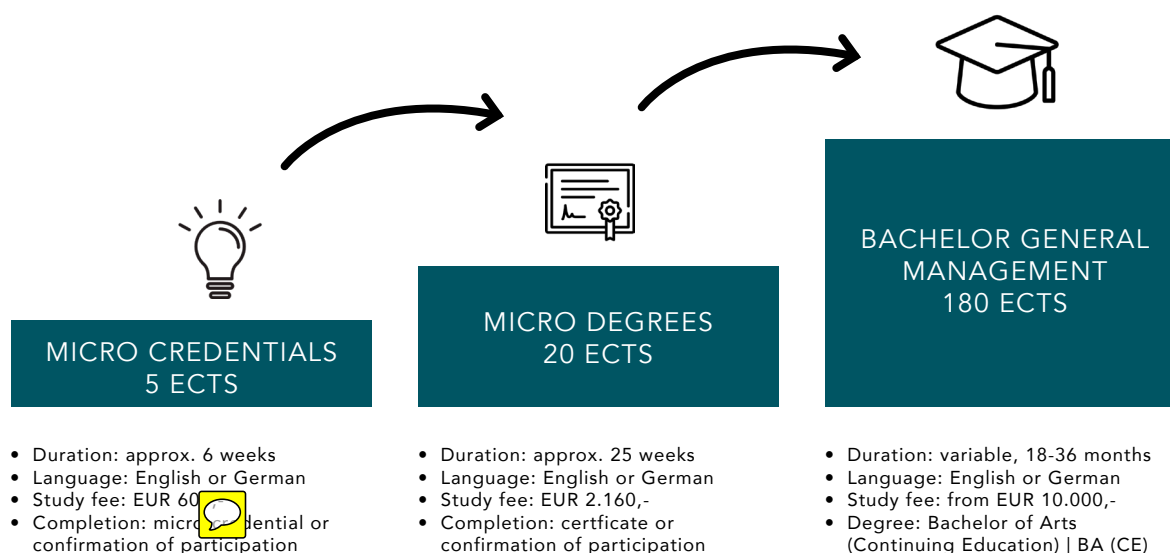 BACHELOR GENERAL
MANAGEMENT
180 ECTS
MICRO DEGREES
20 ECTS
MICRO CREDENTIALS
5 ECTS
• Duration: approx. 6 weeks
• Language: English or German
• Study fee: EUR
• Completion: or
confirmation of participation
• Duration: approx. 25 weeks
• Language: English or German
• Study fee: EUR 2.160,-
• Completion: certficate or
confirmation of participation
• Duration: variable, 18-36 months
• Language: English or German
• Study fee: from EUR 10.000,-
• Degree: Bachelor of Arts
(Continuing Education) | BA (CE)